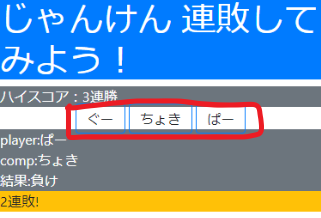 じゃんけん 連敗して
みよう！
ハイスコア：3連勝
ぐー ちょき ぱー
player:ぱー
comp:ちょき
結果:負け
2連敗!